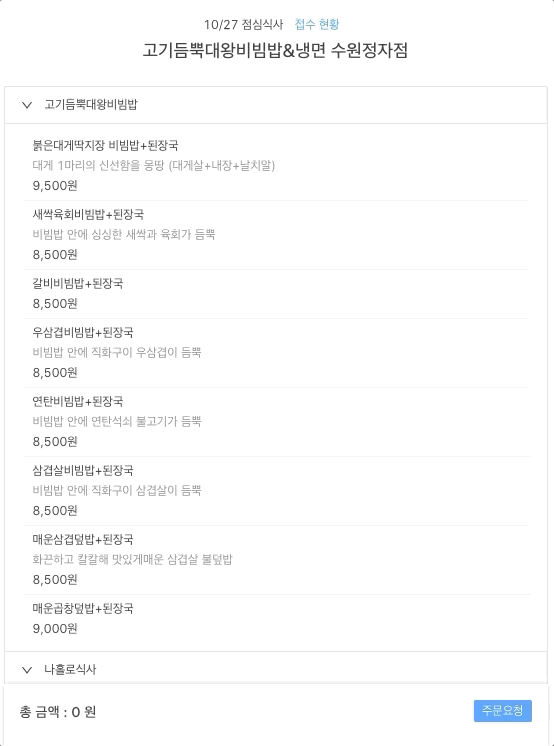 10/27 점심식사 접수 현황
고기듬뿍대왕비빔밥&냉면 수원정자점
고기듬뿍대왕비빔밥
붉은대게딱지장 비빔밥+된장국
대게 1마리의 신선함을 몽땅 (대게살+내장+날치알)
9,500원
새싹육회비빔밥+된장국
비빔밥 안에 싱싱한 새싹과 육회가 듬뿍
8,500원
갈비비빔밥+된장국
8,500원
우삼겹비빔밥+된장국
비빔밥 안에 직화구이 우삼겹이 듬뿍
8,500원
연탄비빔밥+된장국
비빔밥 안에 연탄석쇠 불고기가 듬뿍
8,500원
삼겹살비빔밥+된장국
비빔밥 안에 직화구이 삼겹살이 듬뿍
8,500원
매운삼겹덮밥+된장국
화끈하고 칼칼해 맛있게매운 삼겹살 불덮밥
8,500원
매운곱창덮밥+된장국
9,000원
나홀로식사
총 금액 : 0 원 주문요청